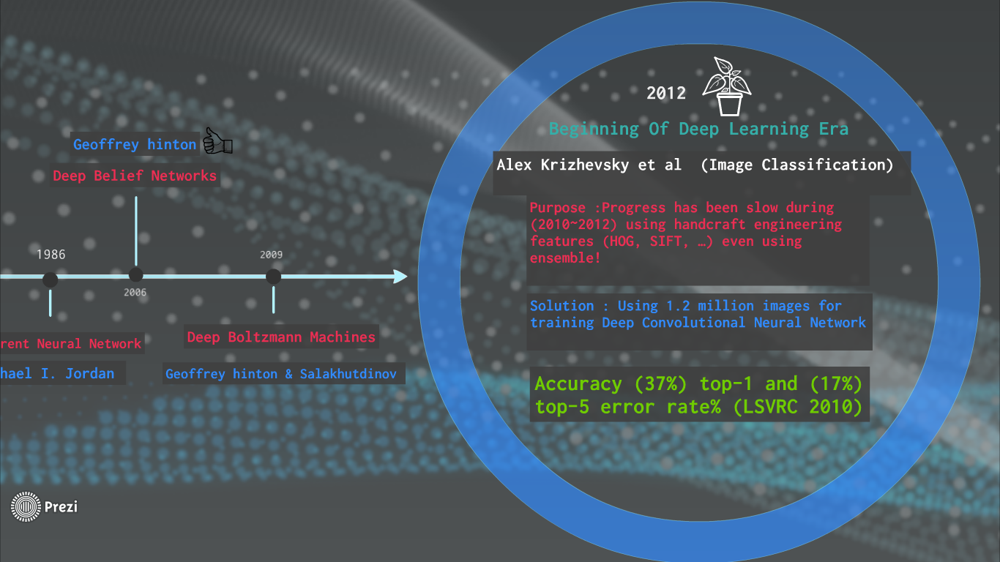 Geoffrey hinton
Deep Belief Networks
1986
2006
2009
rent Neural Network
hael I. Jordan
Deep Boltzmann Machines
Geoffrey hinton & Salakhutdinov
2012
Beginning Of Deep Learning Era
Alex Krizhevsky et al  (Image Classification)
Purpose :Progress has been slow during
(2010~2012) using handcraft engineering
features (HOG, SIFT, …) even using
ensemble!
Solution : Using 1.2 million images for
training Deep Convolutional Neural Network
Accuracy (37%) top-1 and (17%)
top-5 error rate% (LSVRC 2010)
Prezi